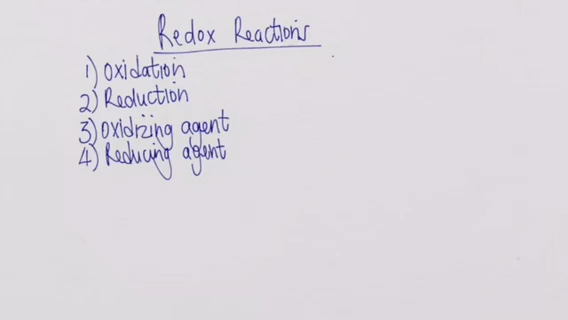 Redox Reactions
1) Oxidation
2) Reduction
3) Oxidizing agent
4) Reducing agent